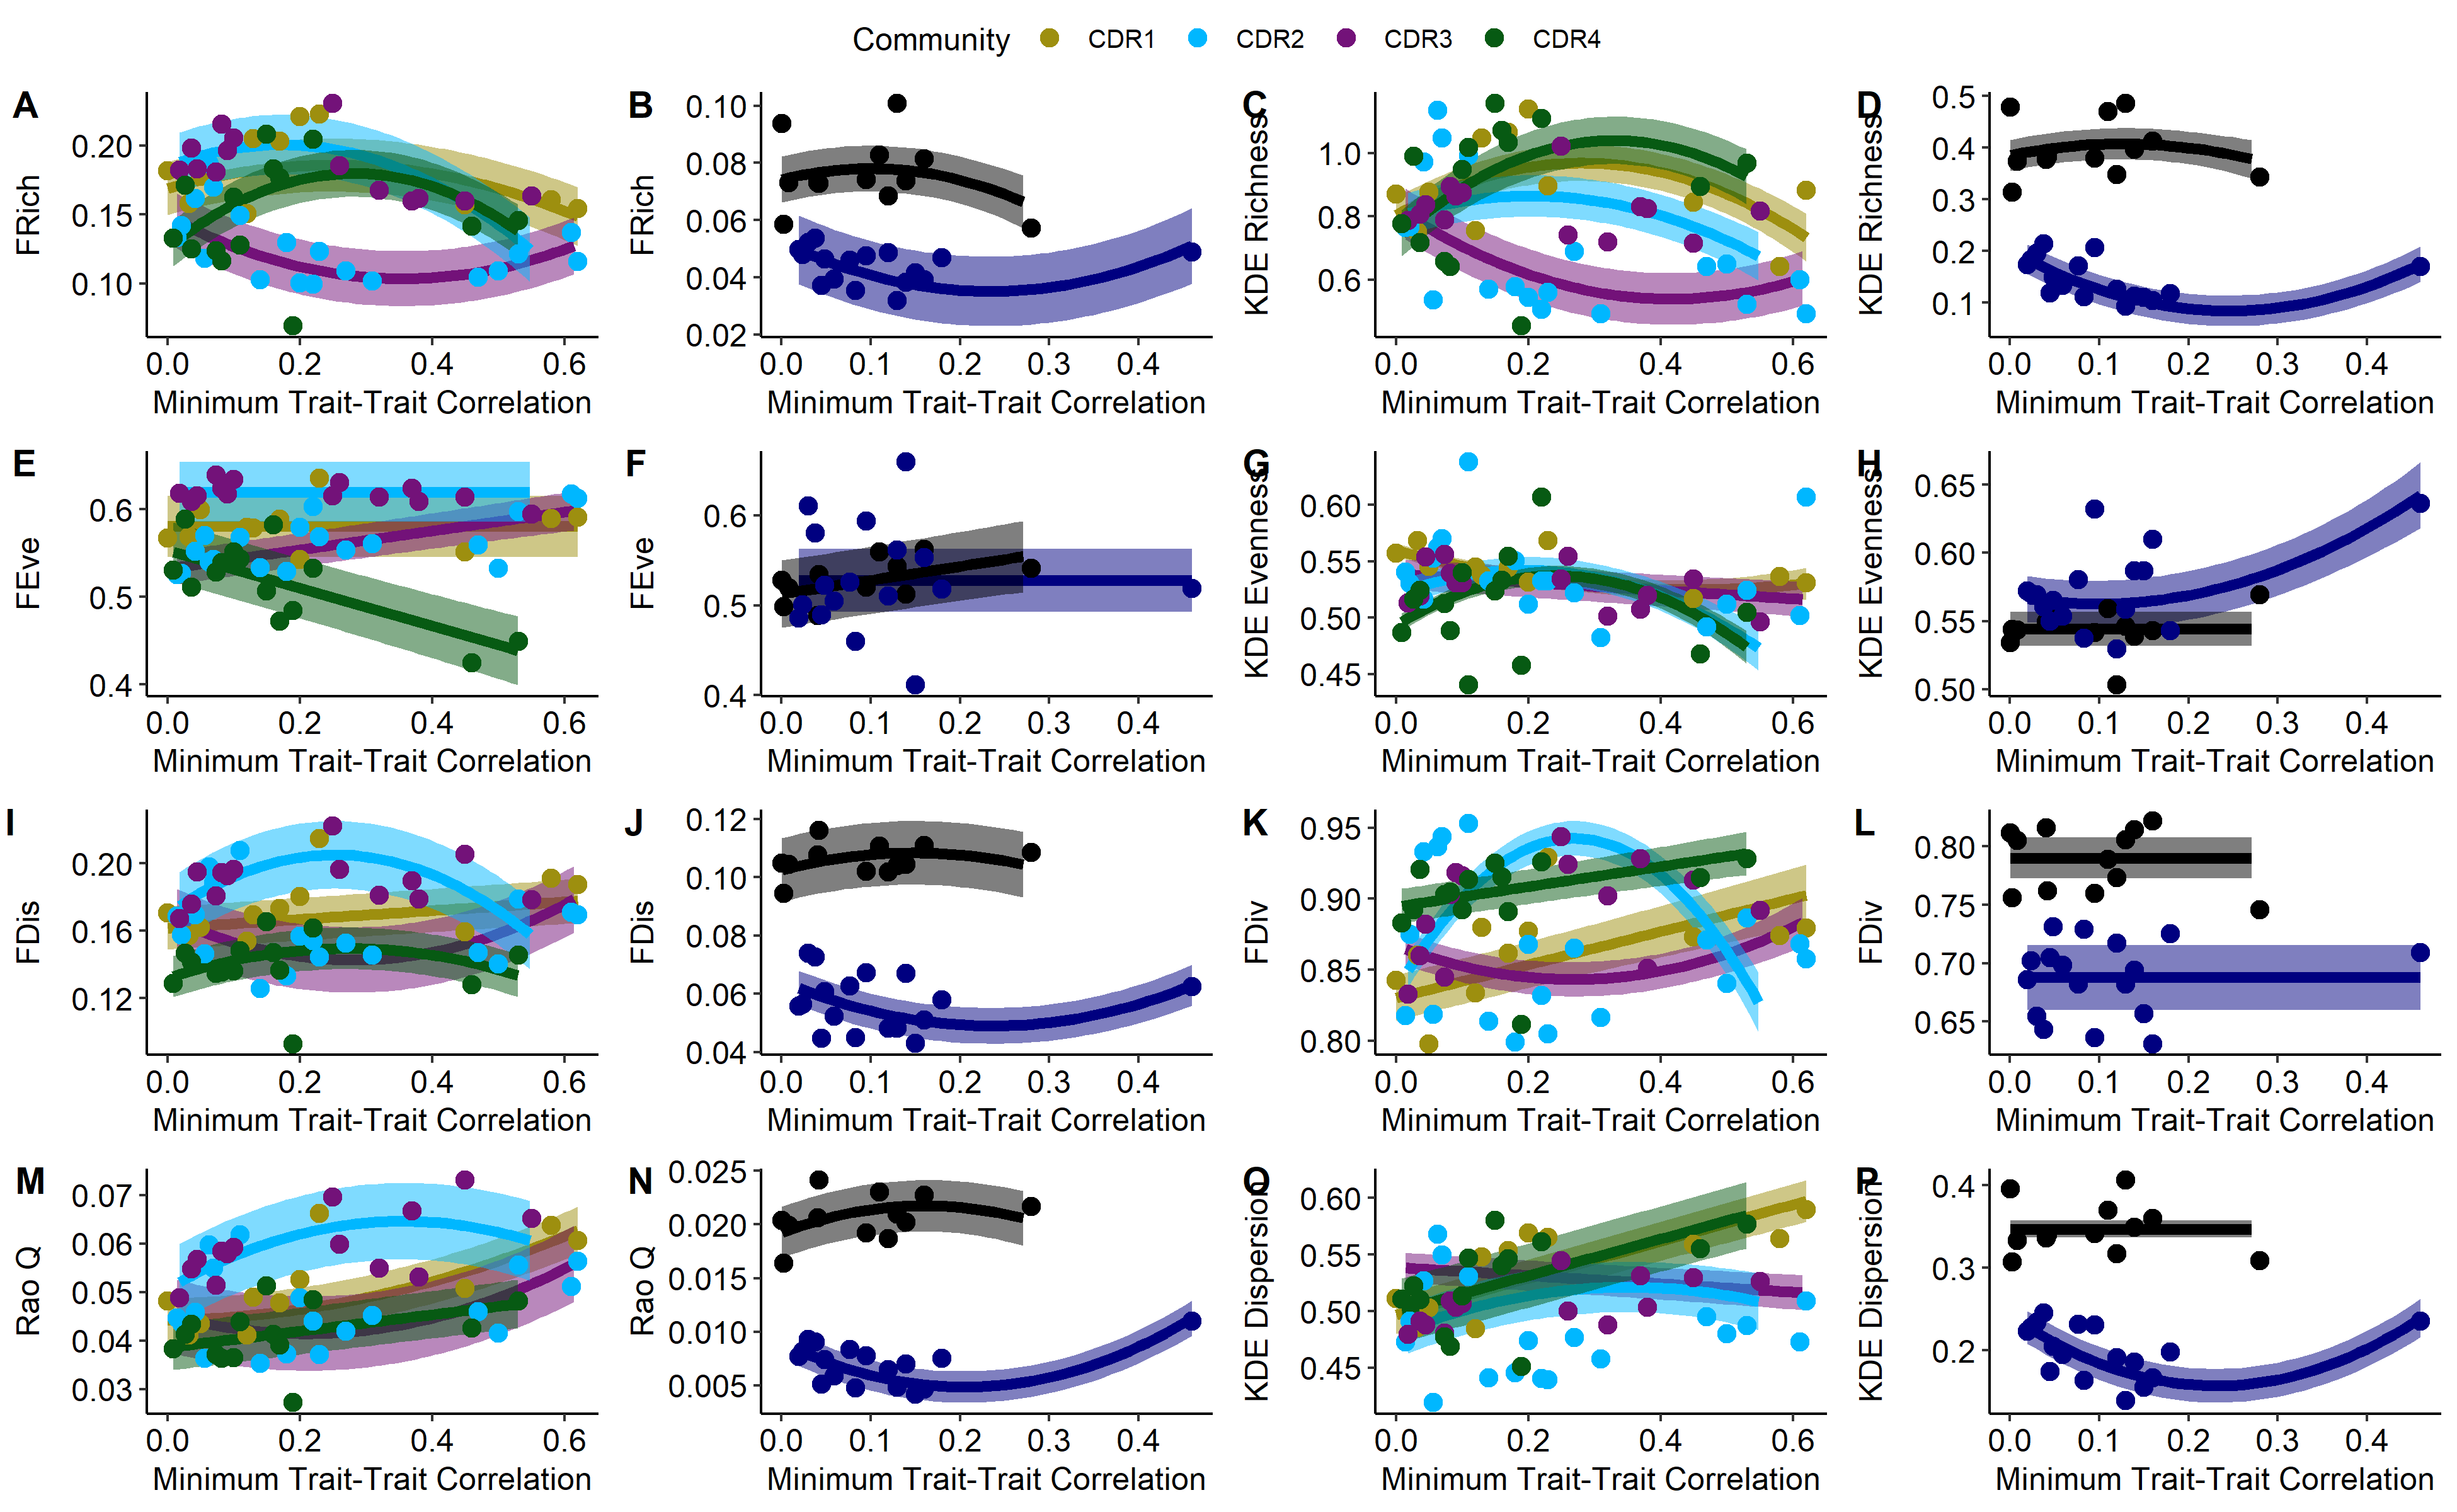 Community CDR1 CDR2 CDR3 CDR4
A B C D
FRich 0.20 0.15 0.10
0.0 0.2 0.4 0.6
Minimum Trait-Trait Correlation
FRich 0.10 0.08 0.06 0.04 0.02
0.0 0.1 0.2 0.3 0.4
Minimum Trait-Trait Correlation
KDE Richness 1.0 0.8 0.6
0.0 0.2 0.4 0.6
Minimum Trait-Trait Correlation
KDE Richness 0.5 0.4 0.3 0.2 0.1
0.0 0.1 0.2 0.3 0.4
Minimum Trait-Trait Correlation
E F G H
FEve 0.6 0.5 0.4
0.0 0.2 0.4 0.6
Minimum Trait-Trait Correlation
FEve 0.6 0.5 0.4
0.0 0.1 0.2 0.3 0.4
Minimum Trait-Trait Correlation
KDE Evenness 0.60 0.55 0.50 0.45
0.0 0.2 0.4 0.6
Minimum Trait-Trait Correlation
KDE Evenness 0.65 0.60 0.55 0.50
0.0 0.1 0.2 0.3 0.4
Minimum Trait-Trait Correlation
I J K L
FDis 0.20 0.16 0.12
0.0 0.2 0.4 0.6
Minimum Trait-Trait Correlation
FDis 0.12 0.10 0.08 0.06 0.04
0.0 0.1 0.2 0.3 0.4
Minimum Trait-Trait Correlation
FDiv 0.95 0.90 0.85 0.80
0.0 0.2 0.4 0.6
Minimum Trait-Trait Correlation
FDiv 0.80 0.75 0.70 0.65
0.0 0.1 0.2 0.3 0.4
Minimum Trait-Trait Correlation
M N O P
Rao Q 0.07 0.06 0.05 0.04 0.03
0.0 0.2 0.4 0.6
Minimum Trait-Trait Correlation
Rao Q 0.025 0.020 0.015 0.010 0.005
0.0 0.1 0.2 0.3 0.4
Minimum Trait-Trait Correlation
KDE Dispersion 0.60 0.55 0.50 0.45
0.0 0.2 0.4 0.6
Minimum Trait-Trait Correlation
KDE Dispersion 0.4 0.3 0.2
0.0 0.1 0.2 0.3 0.4
Minimum Trait-Trait Correlation